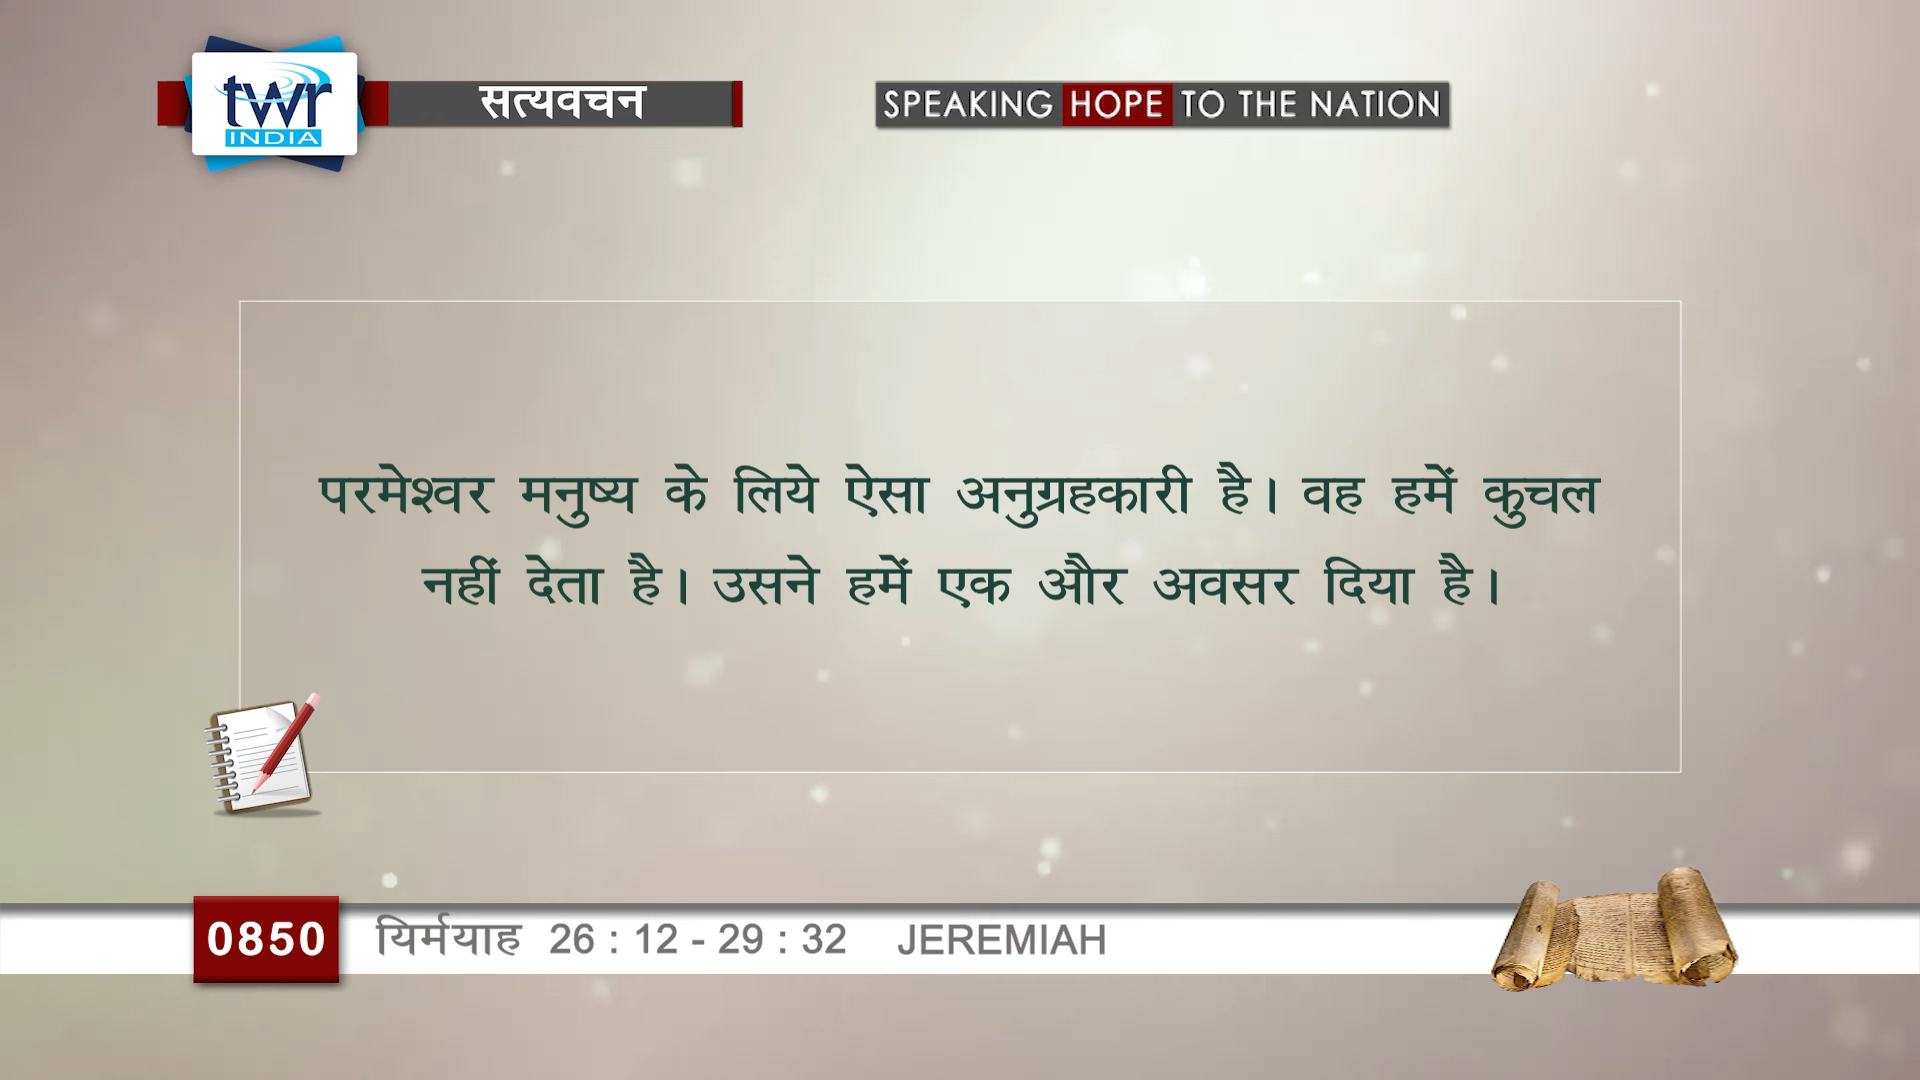 twr
INDIA
सत्यवचन
SPEAKING HOPE TO THE NATION
परमेश्वर मनुष्य के लिये ऐसा अनुग्रहकारी है। वह हमें कुचल
नहीं देता है। उसने हमें एक और अवसर दिया है।
0850 यिर्मयाह 26 : 12 - 29 : 32 JEREMIAH